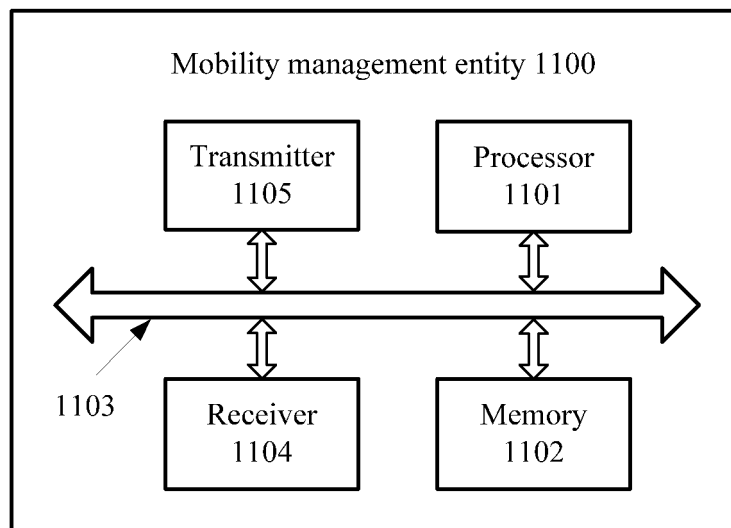 Mobility management entity 1100
Transmitter
1105
Processor
1101
1103
Receiver
1104
Memory
1102